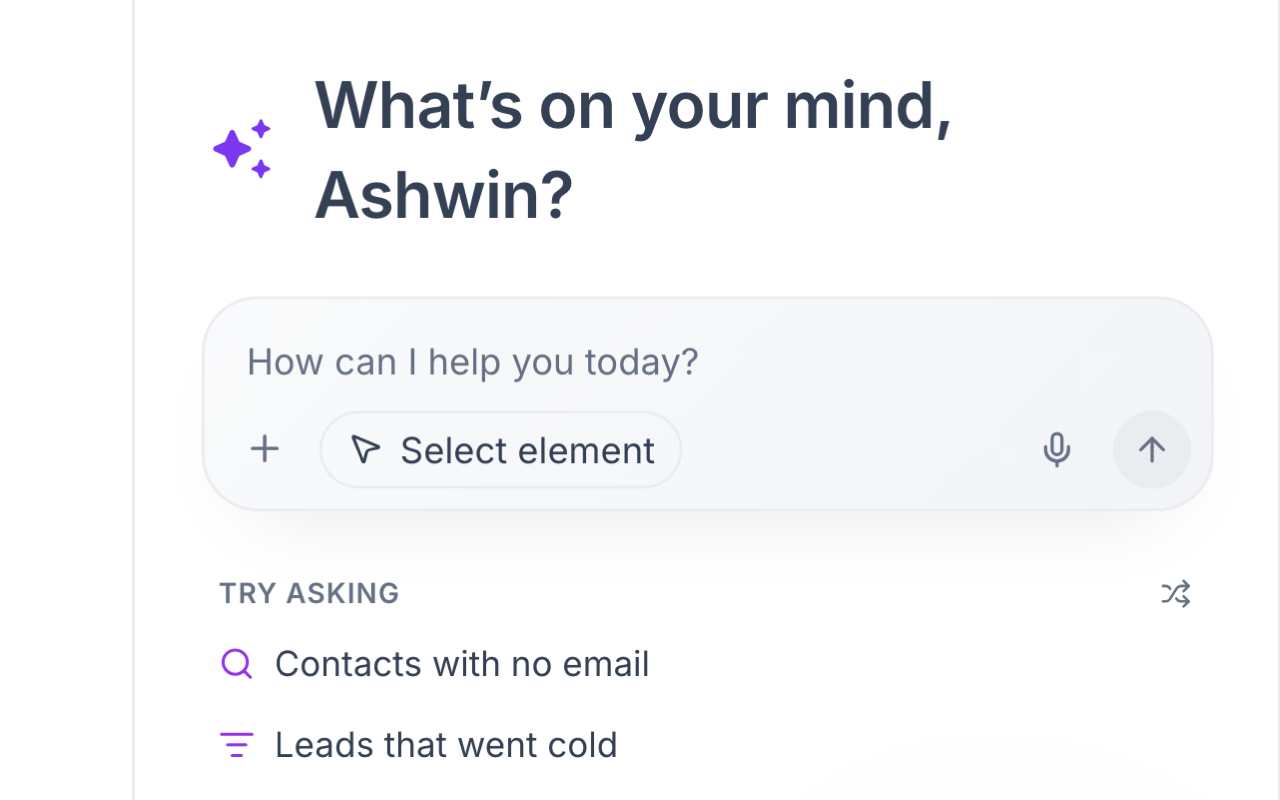 What’s on your mind,
Ashwin?
How can I help you today?
Select element
TRY ASKING
Contacts with no email
Leads that went cold